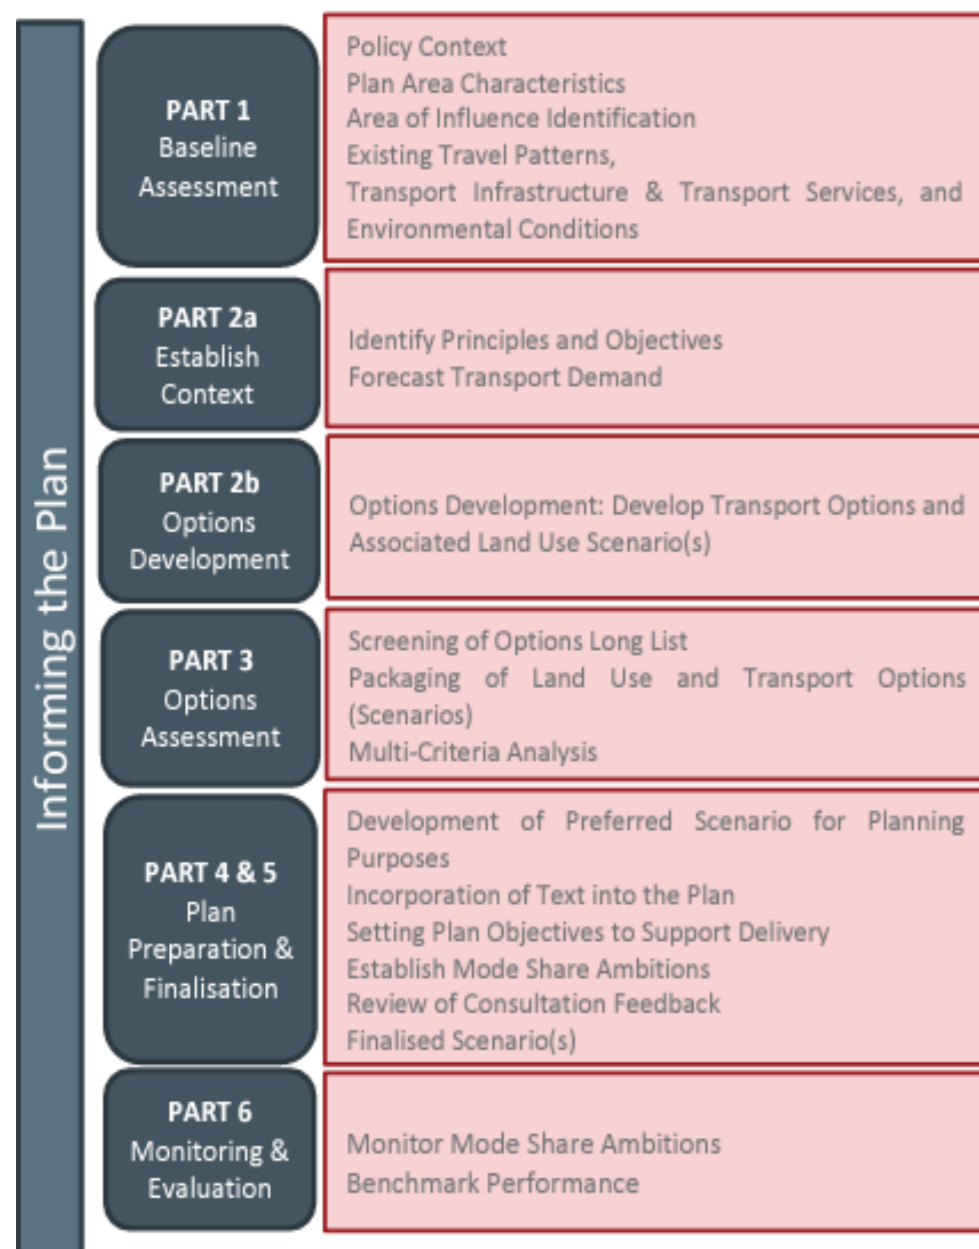 Informing the Plan
PART 1
Baseline
Assessment
Policy Context
Plan Area Characteristics
Area of Influence Identification
Existing Travel Patterns,
Transport Infrastructure & Transport Services, and
Environmental Conditions
PART 2a
Establish
Context
Identify Principles and Objectives
Forecast Transport Demand
PART 2b
Options
Development
Options Development: Develop Transport Options and
Associated Land Use Scenario(s)
PART 3
Options
Assessment
Screening of Options Long List
Packaging of Land Use and Transport Options
(Scenarios)
Multi-Criteria Analysis
PART 4 & 5
Plan
Preparation &
Finalisation
Development of Preferred Scenario for Planning
Purposes
Incorporation of Text into the Plan
Setting Plan Objectives to Support Delivery
Establish Mode Share Ambitions
Review of Consultation Feedback
Finalised Scenario(s)
PART 6
Monitoring &
Evaluation
Monitor Mode Share Ambitions
Benchmark Performance